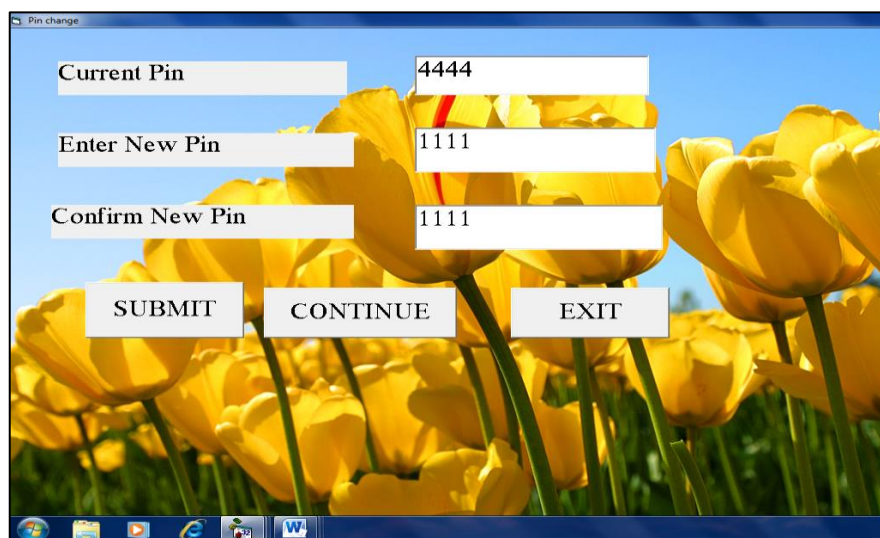 Pin change
Current Pin 4444
Enter New Pin 1111
Confirm New Pin 1111
SUBMIT CONTINUE EXIT